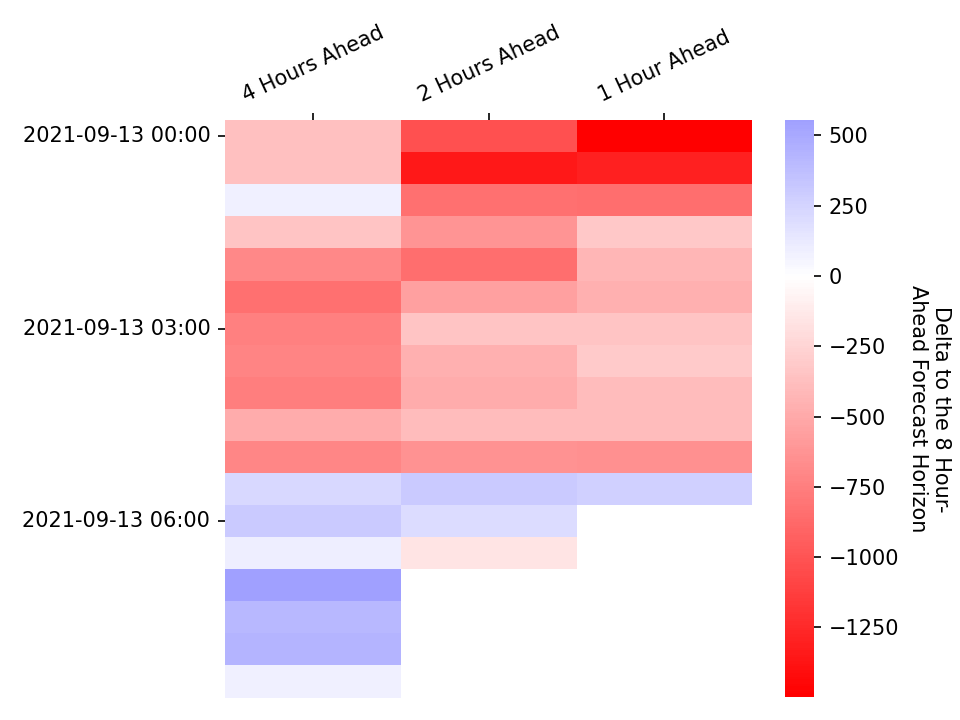 4 Hours Ahead
2 Hours Ahead
1 Hour Ahead
2021-09-13 00:00
2021-09-13 03:00
2021-09-13 06:00
500
250
0
−250
−500
−750
−1000
−1250
Delta to the 8 Hour-
Ahead Forecast Horizon